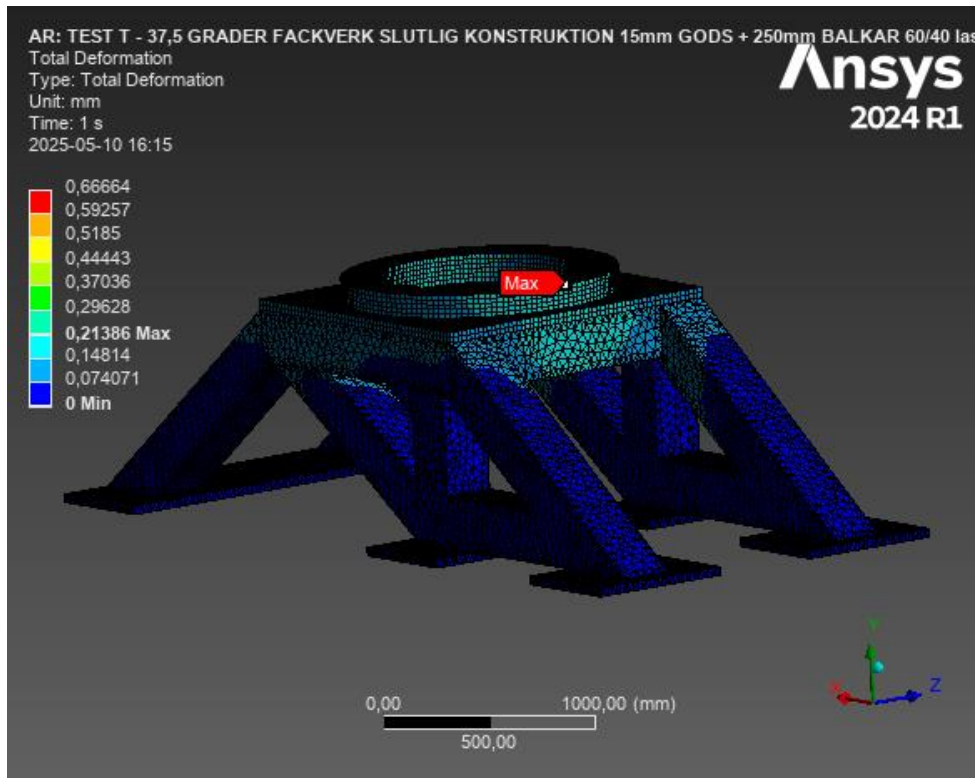 AR: TEST T - 37,5 GRADER FACKVERK SLUTLIG KONSTRUKTION 15mm GODS + 250mm BALKAR 60/40 las
Total Deformation
Type: Total Deformation
Unit: mm
Time: 1 s
2025-05-10 16:15
Ansys
2024 R1
0,66664
0,59257
0,5185
0,44443
0,37036
0,29628
0,21386 Max
0,14814
0,074071
0 Min
Max
Y
X
Z
0,00
1000,00 (mm)
500,00